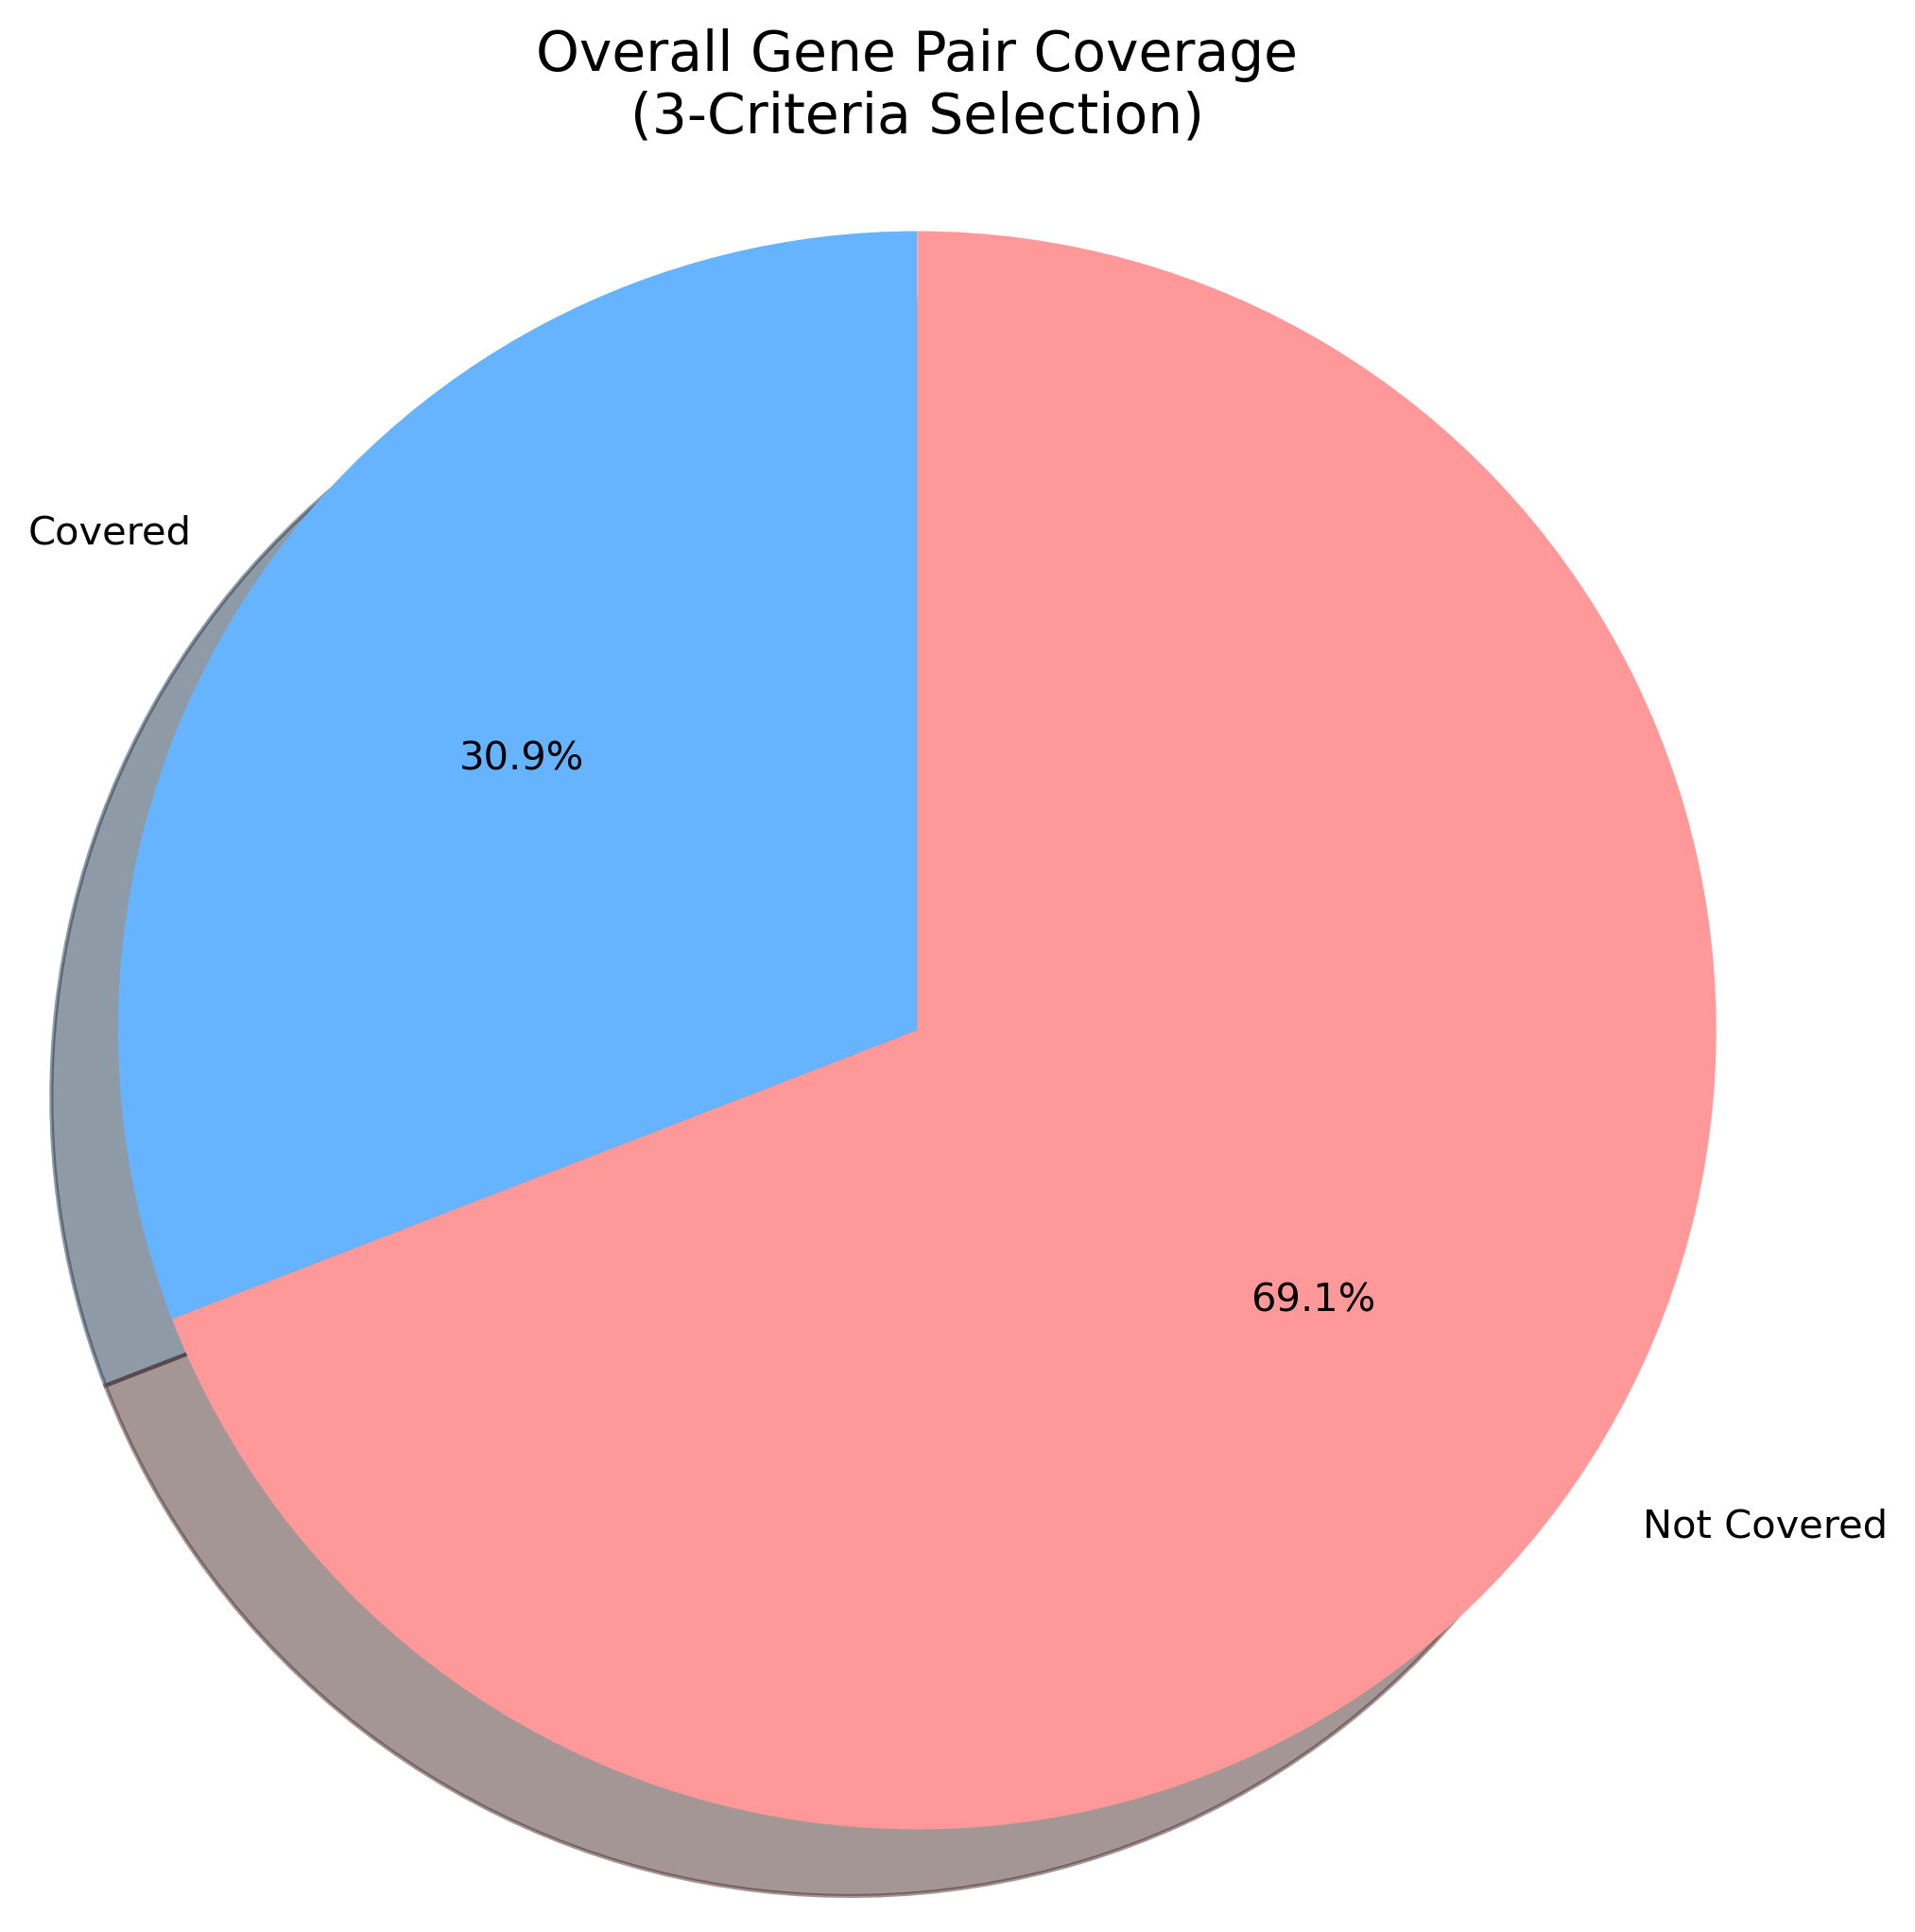 Overall Gene Pair Coverage
(3-Criteria Selection)
Covered
30.9%
69.1%
Not Covered